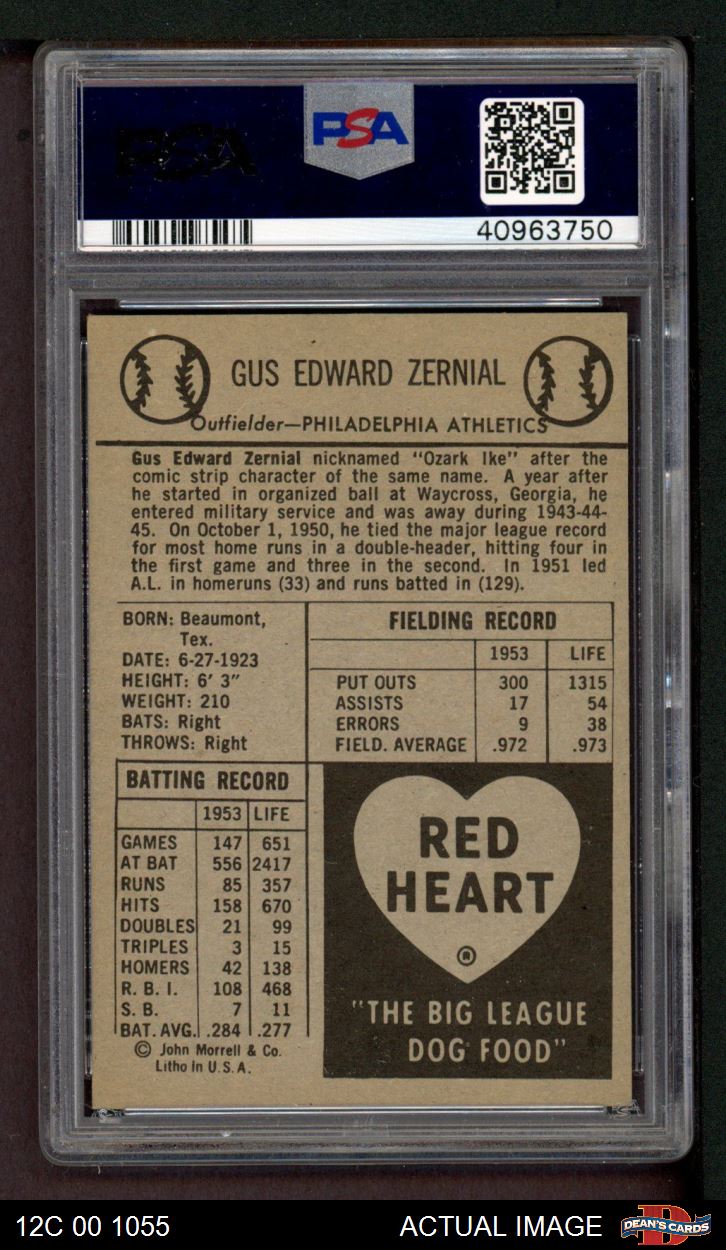 PSA
PSA
40963750
GUS EDWARD ZERNIAL
Outfielder—PHILADELPHIA ATHLETICS
Gus Edward Zernial nicknamed "Ozark Ike" after the
comic strip character of the same name. A year after
he started in organized ball at Waycross, Georgia, he
entered military service and was away during 1943-44-
45. On October 1, 1950, he tied the major league record
for most home runs in a double-header, hitting four in
the first game and three in the second. In 1951 led
A.L. in homeruns (33) and runs batted in (129).
BORN: Beaumont,
Tex.
DATE: 6-27-1923
HEIGHT: 6' 3"
WEIGHT: 210
BATS: Right
THROWS: Right
FIELDING RECORD
1953 LIFE
PUT OUTS 300 1315
ASSISTS 17 54
ERRORS 9 38
FIELD. AVERAGE .972 .973
BATTING RECORD
1953 LIFE
GAMES 147 651
AT BAT 556 2417
RUNS 85 357
HITS 158 670
DOUBLES 21 99
TRIPLES 3 15
HOMERS 42 138
R. B. I. 108 468
S. B. 7 11
BAT. AVG. .284 .277
© John Morrell & Co.
Litho In U.S.A.
RED
HEART
®
"THE BIG LEAGUE
DOG FOOD"
12C 00 1055
ACTUAL IMAGE
DEAN'S CARDS